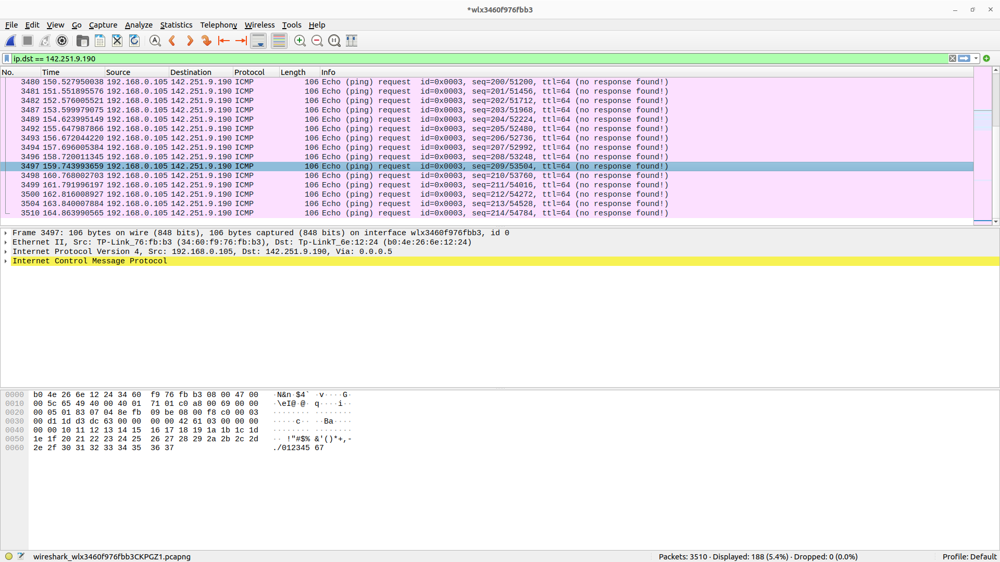 *wlx3460f976fbb3
File Edit View Go Capture Analyze Statistics Telephony Wireless Tools Help
ip.dst == 142.251.9.190
No. Time Source Destination Protocol Length Info
3480 150.527950038 192.168.0.105 142.251.9.190 ICMP 106 Echo (ping) request id=0x0003, seq=200/51200, ttl=64 (no response found!)
3481 151.551895576 192.168.0.105 142.251.9.190 ICMP 106 Echo (ping) request id=0x0003, seq=201/51456, ttl=64 (no response found!)
3482 152.576005521 192.168.0.105 142.251.9.190 ICMP 106 Echo (ping) request id=0x0003, seq=202/51712, ttl=64 (no response found!)
3487 153.599979075 192.168.0.105 142.251.9.190 ICMP 106 Echo (ping) request id=0x0003, seq=203/51968, ttl=64 (no response found!)
3489 154.623995149 192.168.0.105 142.251.9.190 ICMP 106 Echo (ping) request id=0x0003, seq=204/52224, ttl=64 (no response found!)
3492 155.647987866 192.168.0.105 142.251.9.190 ICMP 106 Echo (ping) request id=0x0003, seq=205/52480, ttl=64 (no response found!)
3493 156.672044220 192.168.0.105 142.251.9.190 ICMP 106 Echo (ping) request id=0x0003, seq=206/52736, ttl=64 (no response found!)
3494 157.696005384 192.168.0.105 142.251.9.190 ICMP 106 Echo (ping) request id=0x0003, seq=207/52992, ttl=64 (no response found!)
3496 158.720011345 192.168.0.105 142.251.9.190 ICMP 106 Echo (ping) request id=0x0003, seq=208/53248, ttl=64 (no response found!)
3497 159.743993659 192.168.0.105 142.251.9.190 ICMP 106 Echo (ping) request id=0x0003, seq=209/53504, ttl=64 (no response found!)
3498 160.768002703 192.168.0.105 142.251.9.190 ICMP 106 Echo (ping) request id=0x0003, seq=210/53760, ttl=64 (no response found!)
3499 161.791996197 192.168.0.105 142.251.9.190 ICMP 106 Echo (ping) request id=0x0003, seq=211/54016, ttl=64 (no response found!)
3500 162.816008927 192.168.0.105 142.251.9.190 ICMP 106 Echo (ping) request id=0x0003, seq=212/54272, ttl=64 (no response found!)
3504 163.840007884 192.168.0.105 142.251.9.190 ICMP 106 Echo (ping) request id=0x0003, seq=213/54528, ttl=64 (no response found!)
3510 164.863990565 192.168.0.105 142.251.9.190 ICMP 106 Echo (ping) request id=0x0003, seq=214/54784, ttl=64 (no response found!)
Frame 3497: 106 bytes on wire (848 bits), 106 bytes captured (848 bits) on interface wlx3460f976fbb3, id 0
Ethernet II, Src: TP-Link_76:fb:b3 (34:60:f9:76:fb:b3), Dst: Tp-LinkT_6e:12:24 (b0:4e:26:6e:12:24)
Internet Protocol Version 4, Src: 192.168.0.105, Dst: 142.251.9.190, Via: 0.0.0.5
Internet Control Message Protocol
0000 b0 4e 26 6e 12 24 34 60 f9 76 fb b3 08 00 47 00 ·N&n·$4` ·v····G·
0010 00 5c 65 49 40 00 40 01 71 01 c0 a8 00 69 00 00 ·\eI@·@· q····i··
0020 00 05 01 83 07 04 8e fb 09 be 08 00 f8 c0 00 03 ········ ········
0030 00 d1 1d d3 dc 63 00 00 00 00 42 61 03 00 00 00 ·····c·· ··Ba····
0040 00 00 10 11 12 13 14 15 16 17 18 19 1a 1b 1c 1d ········ ········
0050 1e 1f 20 21 22 23 24 25 26 27 28 29 2a 2b 2c 2d ·· !"#$% &'()*+,-
0060 2e 2f 30 31 32 33 34 35 36 37 ./012345 67
wireshark_wlx3460f976fbb3CKPGZ1.pcapng Packets: 3510 · Displayed: 188 (5.4%) · Dropped: 0 (0.0%) Profile: Default